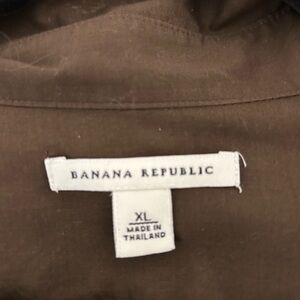 BANANA REPUBLIC
XL
MADE IN
THAILAND